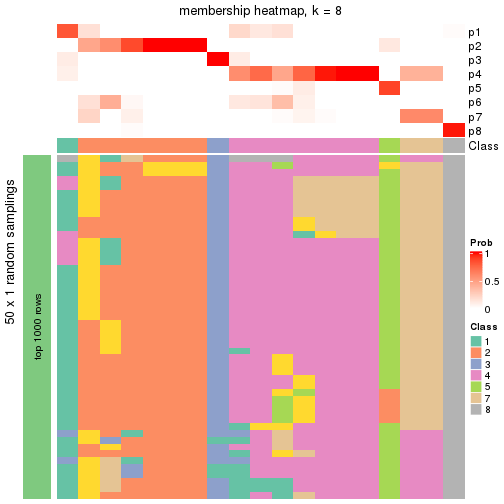 membership heatmap, k = 8
p1
p2
p3
p4
p5
p6
p7
p8
Class
50 x 1 random samplings
top 1000 rows
Prob
1
0.5
0
Class
1
2
3
4
5
7
8